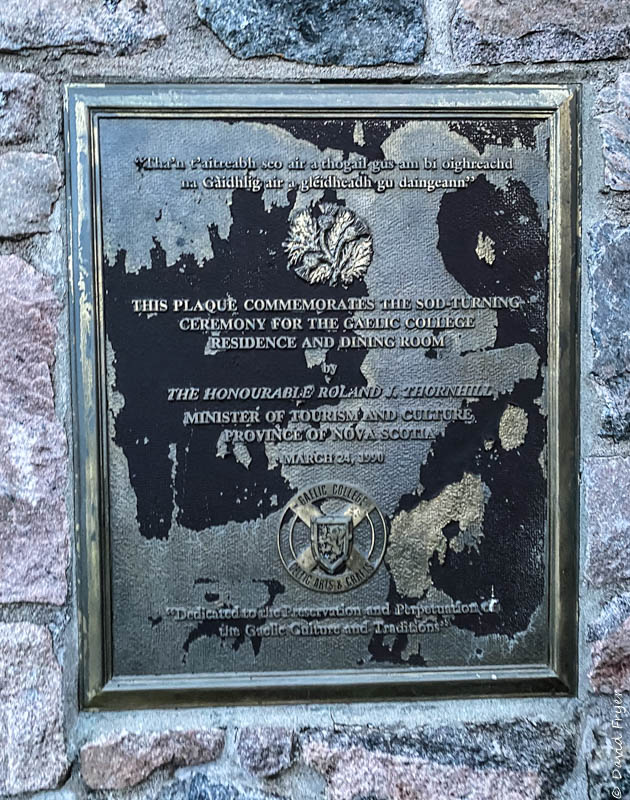 "Tha'n t'aitreabh seo air a thogail gus am bi oighreachd
na Gàidhlig air a gléidheadh gu daingeann."
THIS PLAQUE COMMEMORATES THE SOD-TURNING
CEREMONY FOR THE GAELIC COLLEGE
RESIDENCE AND DINING ROOM
by
THE HONOURABLE ROLAND J. THORNHILL
MINISTER OF TOURISM AND CULTURE
PROVINCE OF NOVA SCOTIA
MARCH 24, 1990
GAELIC COLLEGE
CELTIC ARTS & CRAFTS
"Dedicated to the Preservation and Perpetuation of
the Gaelic Culture and Traditions"
© David Fryer